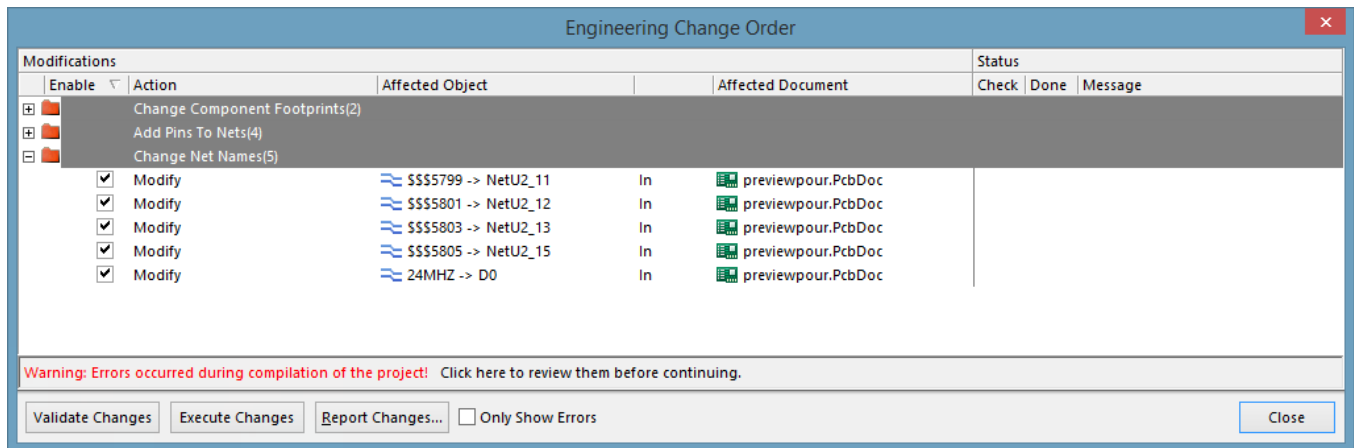 Engineering Change Order
Modifications Status
Enable Action Affected Object Affected Document Check Done Message
Change Component Footprints(2)
Add Pins To Nets(4)
Change Net Names(5)
Modify $$$5799 -> NetU2_11 In previewpour.PcbDoc
Modify $$$5801 -> NetU2_12 In previewpour.PcbDoc
Modify $$$5803 -> NetU2_13 In previewpour.PcbDoc
Modify $$$5805 -> NetU2_15 In previewpour.PcbDoc
Modify 24MHZ -> D0 In previewpour.PcbDoc
Warning: Errors occurred during compilation of the project! Click here to review them before continuing.
Validate Changes Execute Changes Report Changes... Only Show Errors Close